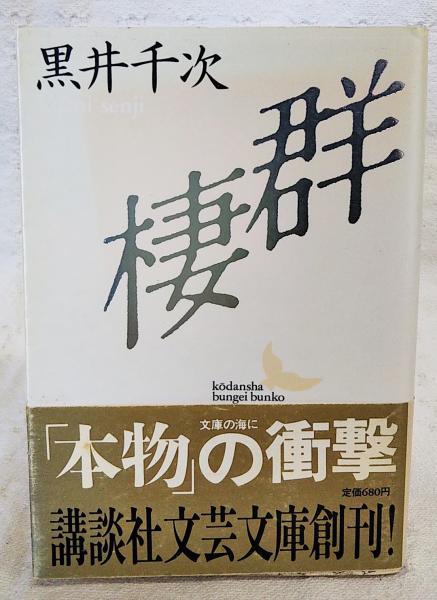 黒井千次
kuroi senji
群棲
kōdansha
bungei bunko
文庫の海に
「本物」の衝撃
定価680円
講談社文芸文庫創刊!